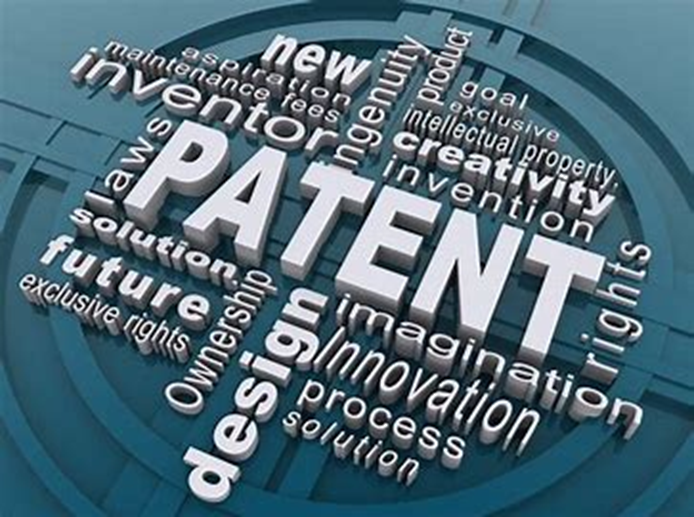 new
aspiration
maintenance fees
inventor
ingenuity
product
goal
exclusive
intellectual property,
creativity
invention
laws
PATENT
rights
solution,
future
exclusive rights
Ownership
design
imagination
Innovation
process
solution